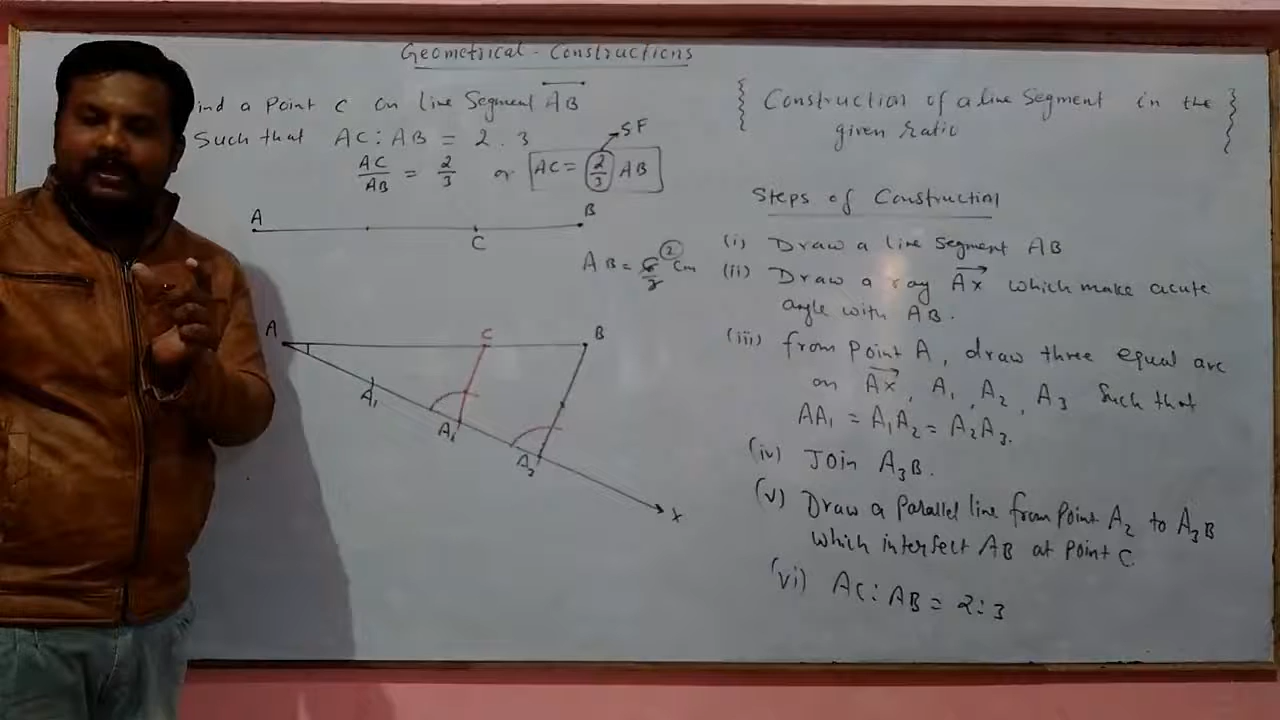 Geometrical - Constructions
ind a Point C on line Segment AB
Such that AC : AB = 2 . 3
SF
AC/AB = 2/3 or AC = 2/3 AB
A C B
AB = 6/3 cm
2
A C B
A1 A2 A3 X
{ Construction of a line Segment in the
given ratio }
Steps of Construction
(i) Draw a line Segment AB
(ii) Draw a ray AX which make acute
angle with AB.
(iii) from point A, draw three equal arc
on AX, A1, A2, A3 Such that
AA1 = A1A2 = A2A3.
(iv) Join A3B.
(v) Draw a Parallel line from Point A2 to A3B
which intersect AB at Point C
(vi) AC : AB = 2 : 3